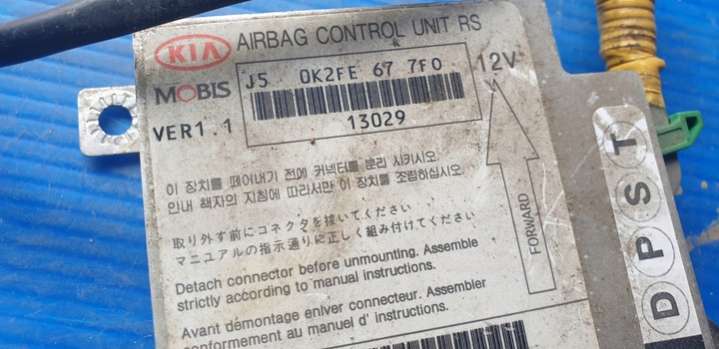 KIA AIRBAG CONTROL UNIT RS
MOBIS J5 0K2FE 67 7F0 12V
VER1.1 13029
이 장치를 떼어내기 전에 커넥터를 분리 시키시오.
안내 책자의 지침에 따라서만 이 장치를 조립하십시오.
取り外す前にコネクタを抜いてください
マニュアルの指示通りに正しく組み付けてください
Detach connector before unmounting. Assemble
strictly according to manual instructions.
Avant démontage enlver connecteur. Assembler
conformement au manuel d' instructions.
FORWARD
D P S T